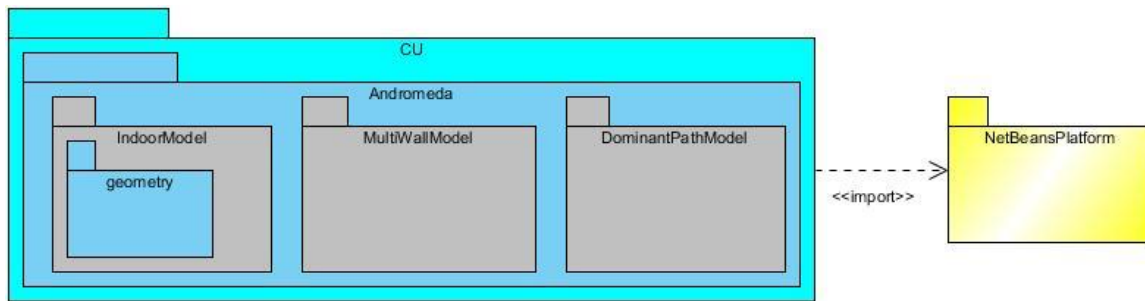 CU
Andromeda
IndoorModel
MultiWallModel
DominantPathModel
NetBeansPlatform
geometry
<<import>>